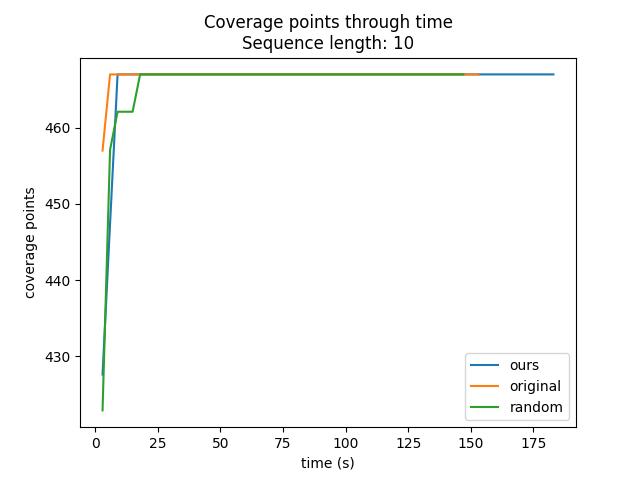 Coverage points through time
Sequence length: 10
coverage points
460
450
440
430
0 25 50 75 100 125 150 175
time (s)
ours
original
random